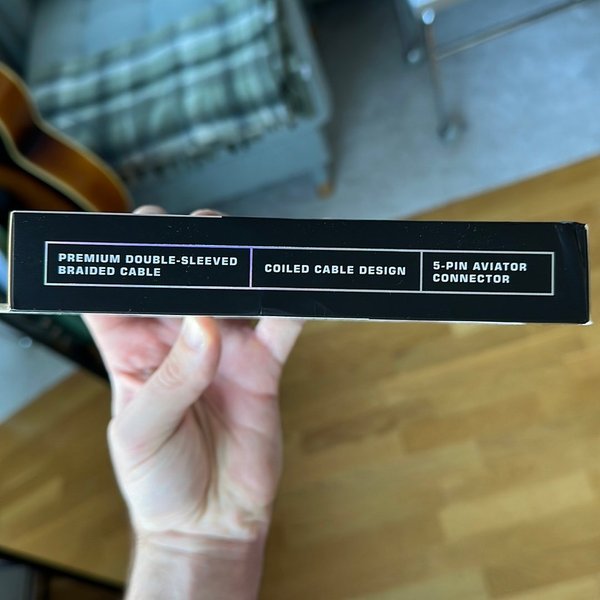 PREMIUM DOUBLE-SLEEVED
BRAIDED CABLE
COILED CABLE DESIGN
5-PIN AVIATOR
CONNECTOR